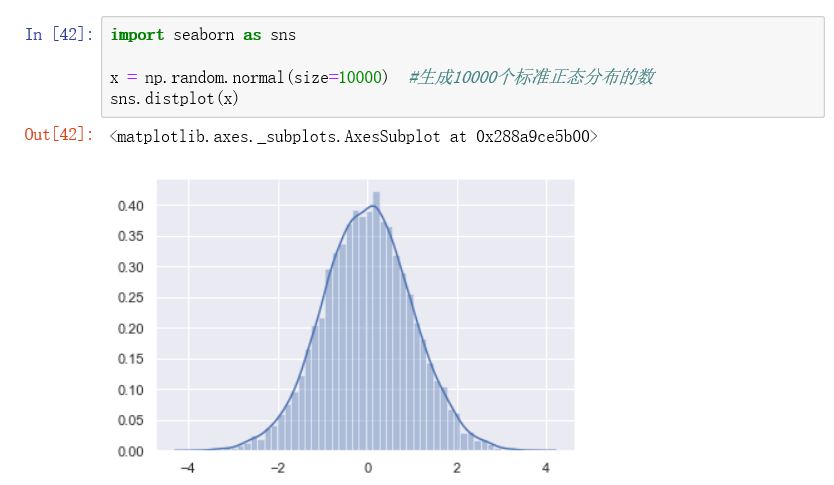 In [42]: import seaborn as sns
x = np.random.normal(size=10000) #生成10000个标准正态分布的数
sns.distplot(x)
Out[42]: <matplotlib.axes._subplots.AxesSubplot at 0x288a9ce5b00>
0.40
0.35
0.30
0.25
0.20
0.15
0.10
0.05
0.00
−4 −2 0 2 4